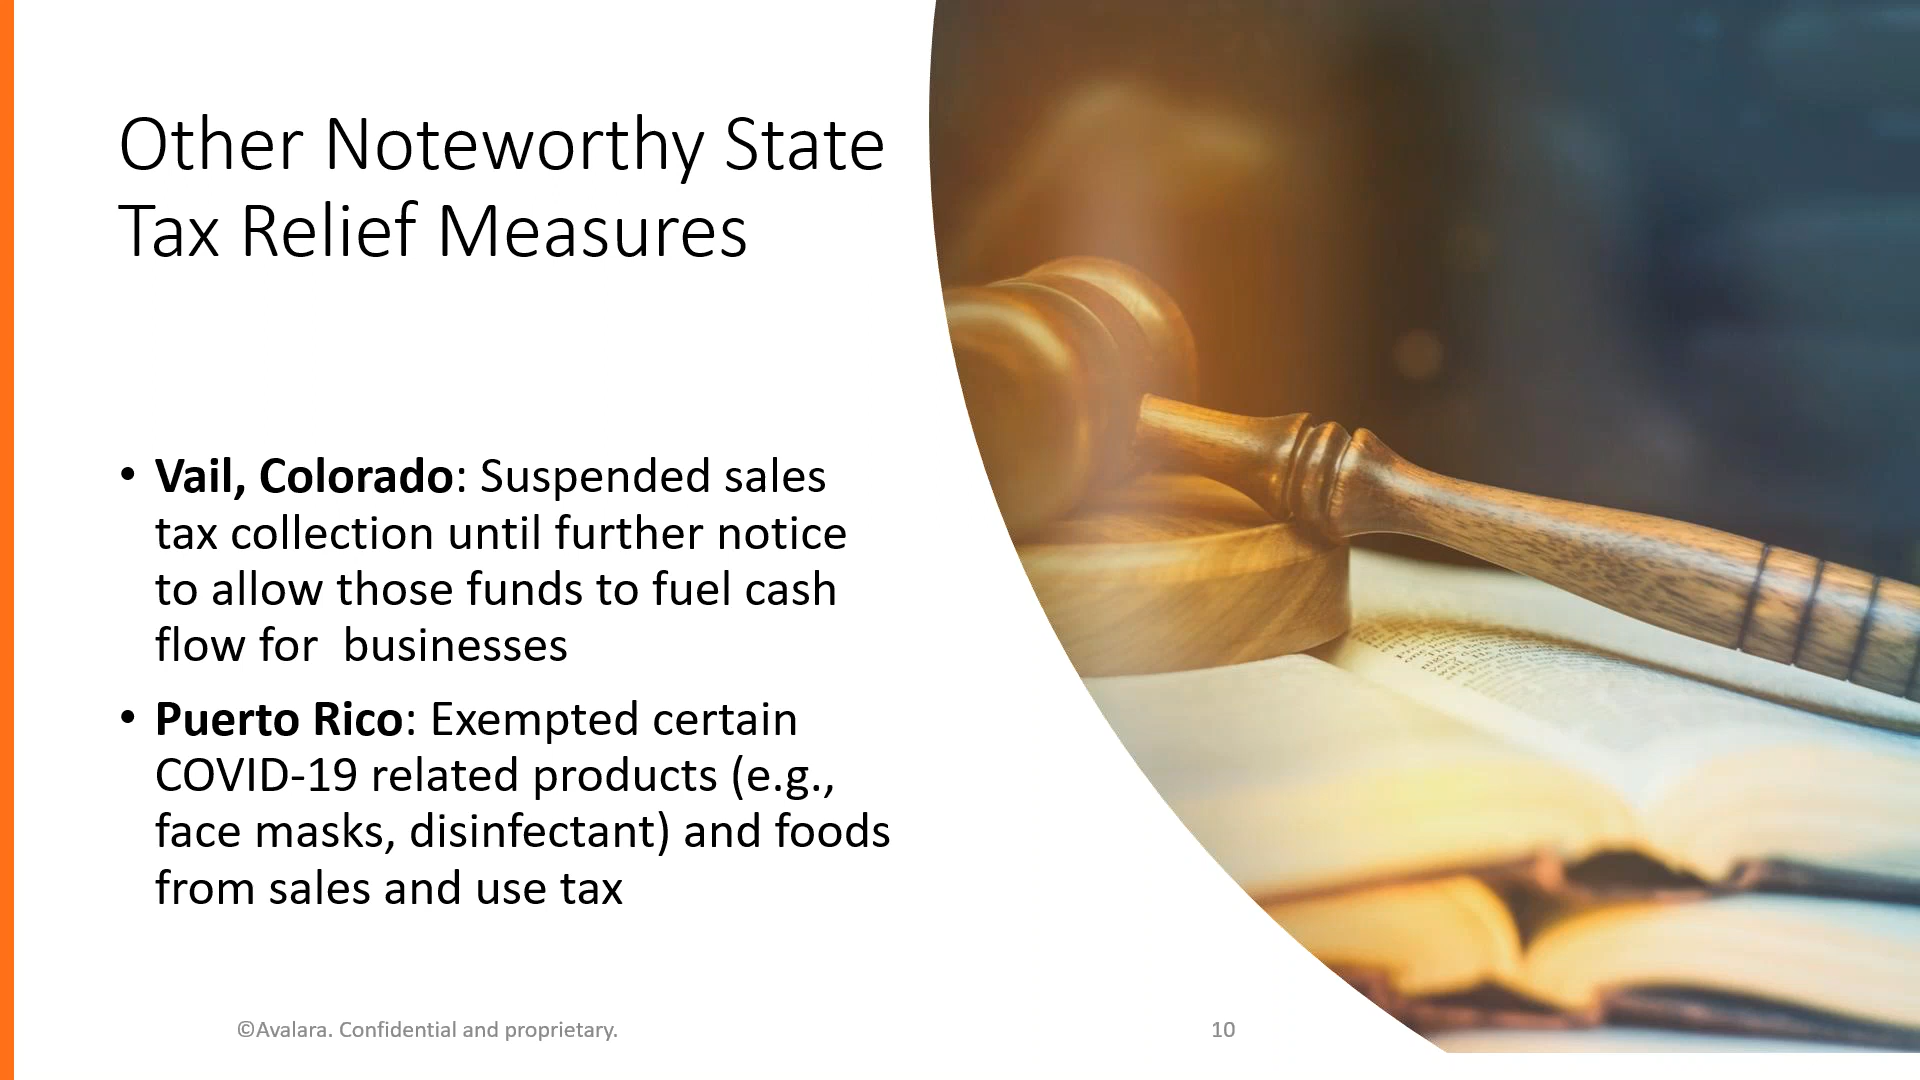 Other Noteworthy State
Tax Relief Measures
• Vail, Colorado: Suspended sales
tax collection until further notice
to allow those funds to fuel cash
flow for  businesses
• Puerto Rico: Exempted certain
COVID-19 related products (e.g.,
face masks, disinfectant) and foods
from sales and use tax
©Avalara. Confidential and proprietary.
10